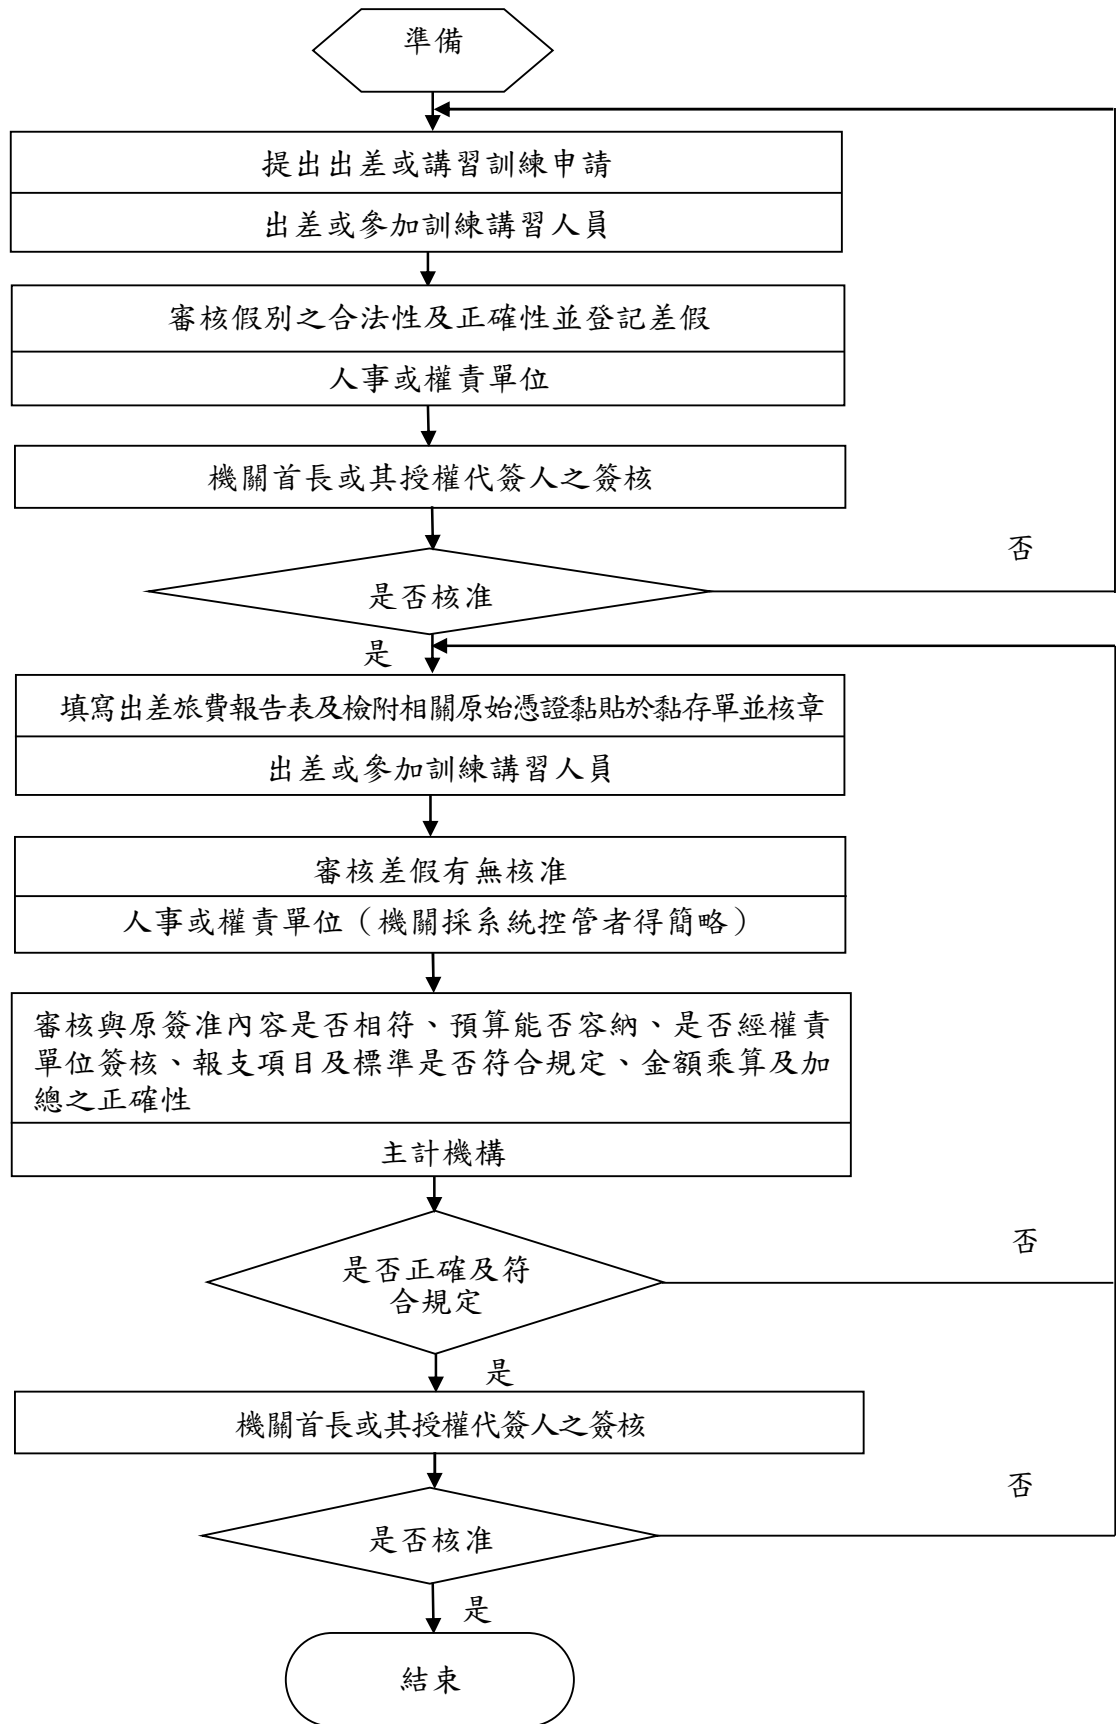 準備
提出出差或講習訓練申請
出差或參加訓練講習人員
審核假別之合法性及正確性並登記差假
人事或權責單位
機關首長或其授權代簽人之簽核
否
是否核准
是
填寫出差旅費報告表及檢附相關原始憑證黏貼於黏存單並核章
出差或參加訓練講習人員
審核差假有無核准
人事或權責單位（機關採系統控管者得簡略）
審核與原簽准內容是否相符、預算能否容納、是否經權責
單位簽核、報支項目及標準是否符合規定、金額乘算及加
總之正確性
主計機構
否
是否正確及符
合規定
是
機關首長或其授權代簽人之簽核
否
是否核准
是
結束